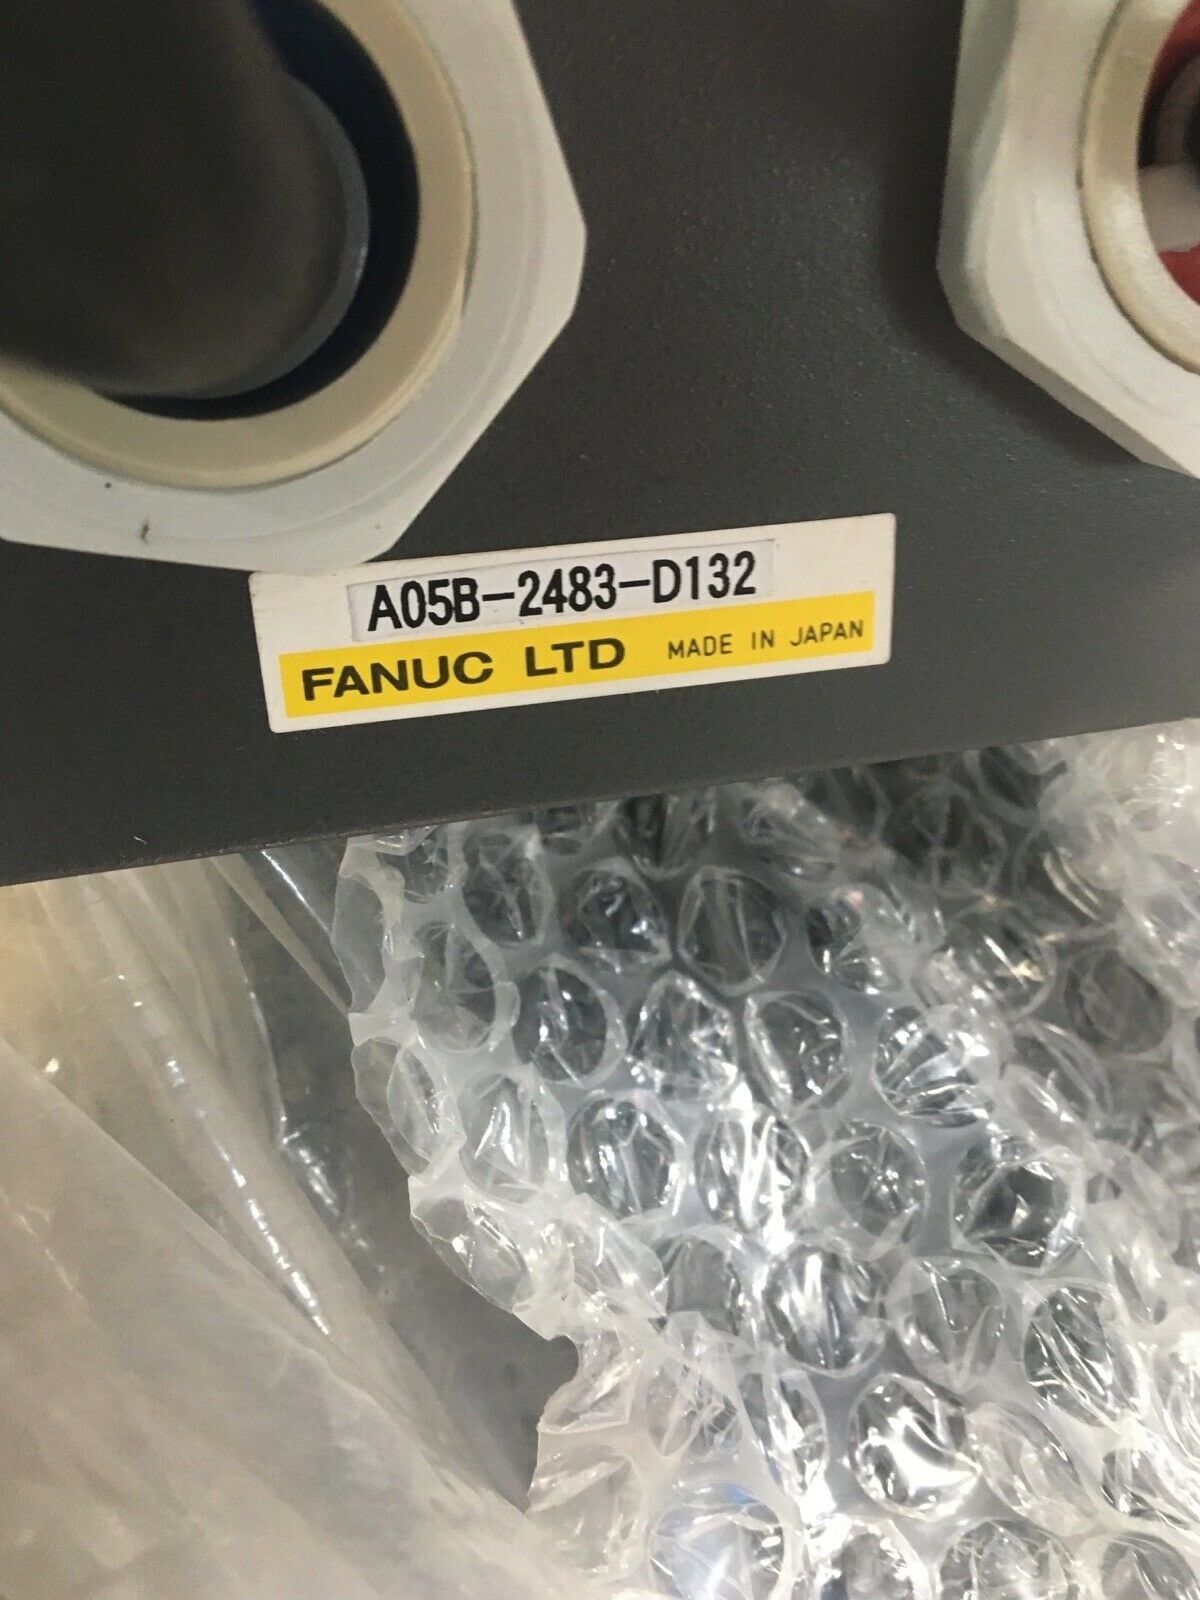 A05B-2483-D132
FANUC LTD MADE IN JAPAN